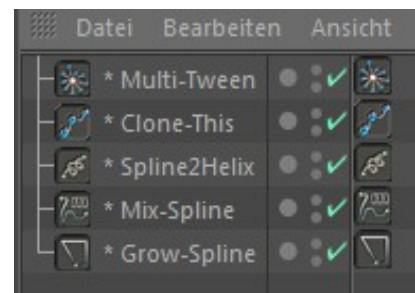 Datei Bearbeiten Ansicht
* Multi-Tween
* Clone-This
* Spline2Helix
* Mix-Spline
* Grow-Spline